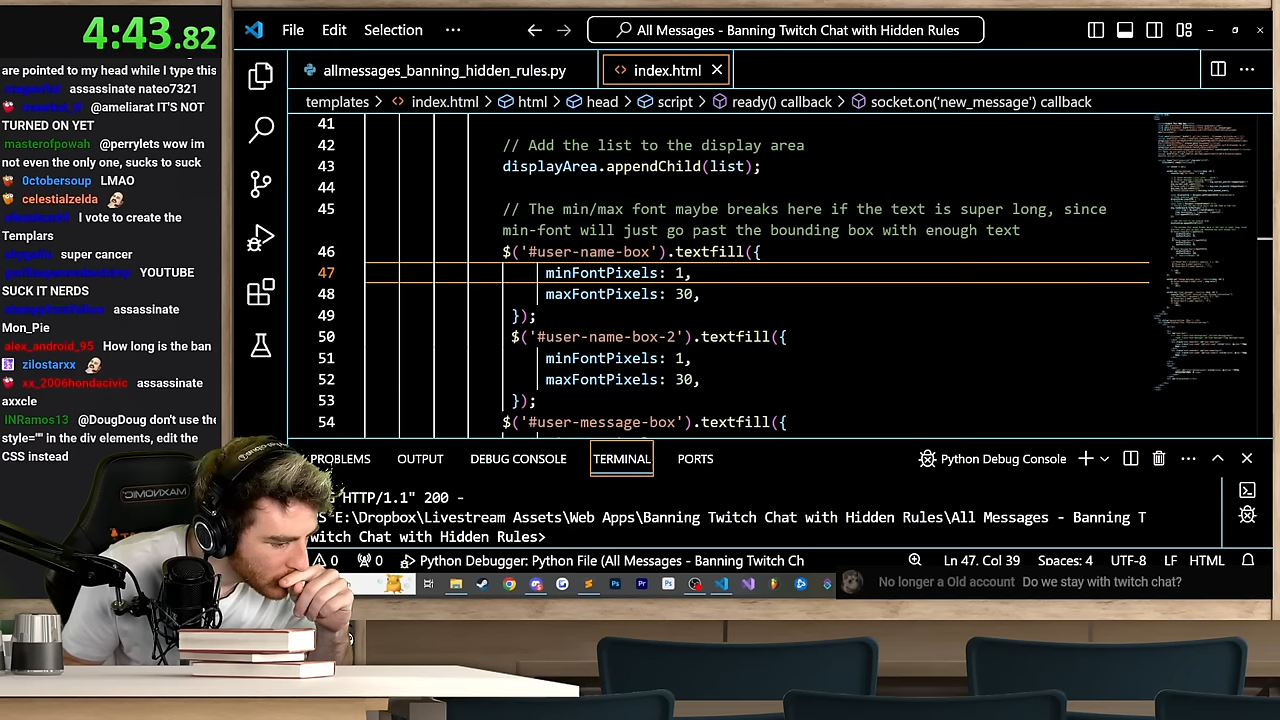 4:43.82
are pointed to my head while I type this
assassinate nateo7321
@ameliarat IT'S NOT
TURNED ON YET
masterofpowah @perrylets wow im
not even the only one, sucks to suck
0ctobersoup LMAO
celestialzelda
I vote to create the
Templars
super cancer
YOUTUBE
SUCK IT NERDS
assassinate
Mon_Pie
alex_android_95 How long is the ban
zilostarxx
xx_2006hondacivic assassinate
axxcle
INRamos13 @DougDoug don't use the
style="" in the div elements, edit the
CSS instead
File Edit Selection ··· All Messages - Banning Twitch Chat with Hidden Rules
allmessages_banning_hidden_rules.py <> index.html
templates > <> index.html > html > head > script > ready() callback > socket.on('new_message') callback
41
42 // Add the list to the display area
43 displayArea.appendChild(list);
44
45 // The min/max font maybe breaks here if the text is super long, since
min-font will just go past the bounding box with enough text
46 $('#user-name-box').textfill({
47 minFontPixels: 1,
48 maxFontPixels: 30,
49 });
50 $('#user-name-box-2').textfill({
51 minFontPixels: 1,
52 maxFontPixels: 30,
53 });
54 $('#user-message-box').textfill({
PROBLEMS OUTPUT DEBUG CONSOLE TERMINAL PORTS Python Debug Console
HTTP/1.1" 200 -
E:\Dropbox\Livestream Assets\Web Apps\Banning Twitch Chat with Hidden Rules\All Messages - Banning T
witch Chat with Hidden Rules>
0 0 Python Debugger: Python File (All Messages - Banning Twitch Ch Ln 47, Col 39 Spaces: 4 UTF-8 LF HTML
No longer a Old account Do we stay with twitch chat?
MAXNOMIC